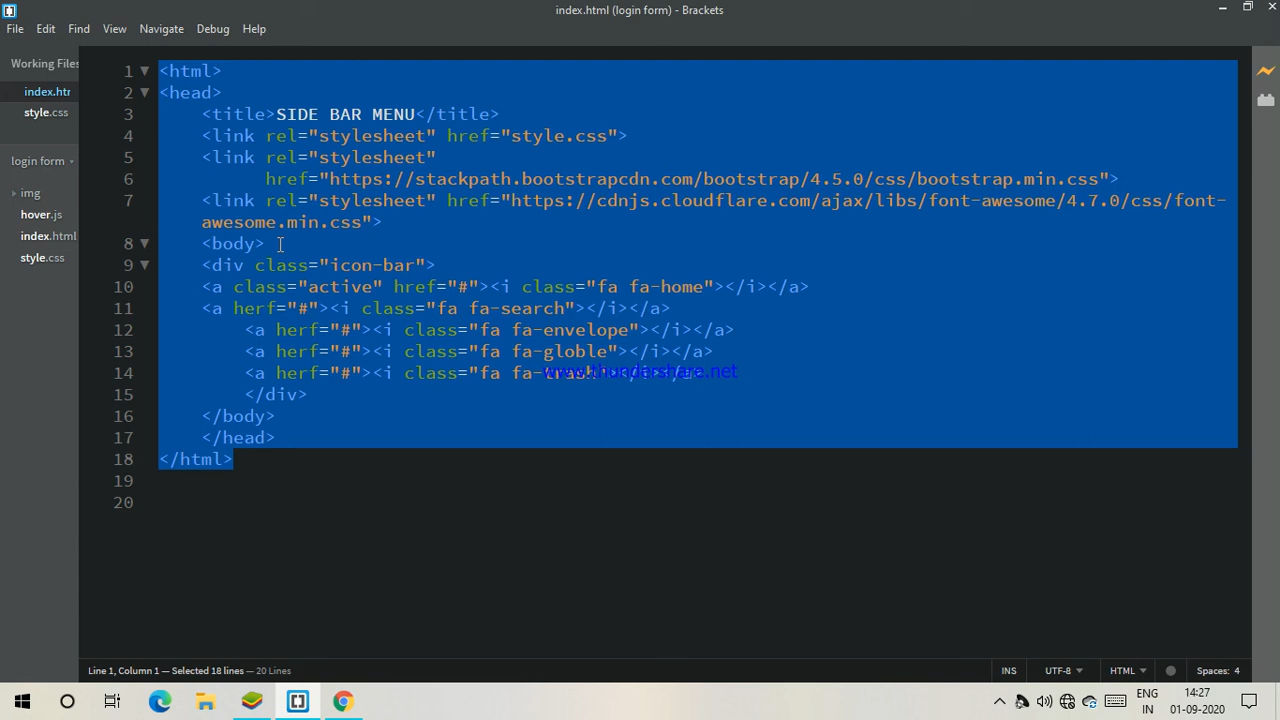 index.html (login form) - Brackets
File Edit Find View Navigate Debug Help
Working Files
index.htr
style.css
login form
img
hover.js
index.html
style.css
1 <html>
2 <head>
3 <title>SIDE BAR MENU</title>
4 <link rel="stylesheet" href="style.css">
5 <link rel="stylesheet"
6 href="https://stackpath.bootstrapcdn.com/bootstrap/4.5.0/css/bootstrap.min.css">
7 <link rel="stylesheet" href="https://cdnjs.cloudflare.com/ajax/libs/font-awesome/4.7.0/css/font-
awesome.min.css">
8 <body>
9 <div class="icon-bar">
10 <a class="active" href="#"><i class="fa fa-home"></i></a>
11 <a herf="#"><i class="fa fa-search"></i></a>
12 <a herf="#"><i class="fa fa-envelope"></i></a>
13 <a herf="#"><i class="fa fa-globle"></i></a>
14 <a herf="#"><i class="fa
www.thundershare.net
15 </div>
16 </body>
17 </head>
18 </html>
19
20
Line 1, Column 1 — Selected 18 lines — 20 Lines
INS UTF-8 HTML Spaces: 4
ENG 14:27
IN 01-09-2020